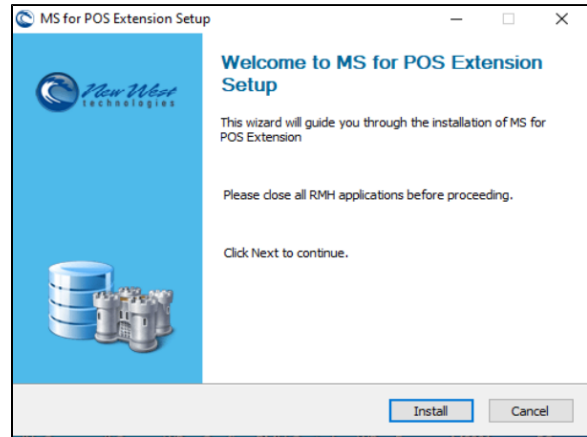 MS for POS Extension Setup
New West
technologies
Welcome to MS for POS Extension
Setup
This wizard will guide you through the installation of MS for
POS Extension
Please close all RMH applications before proceeding.
Click Next to continue.
Install
Cancel